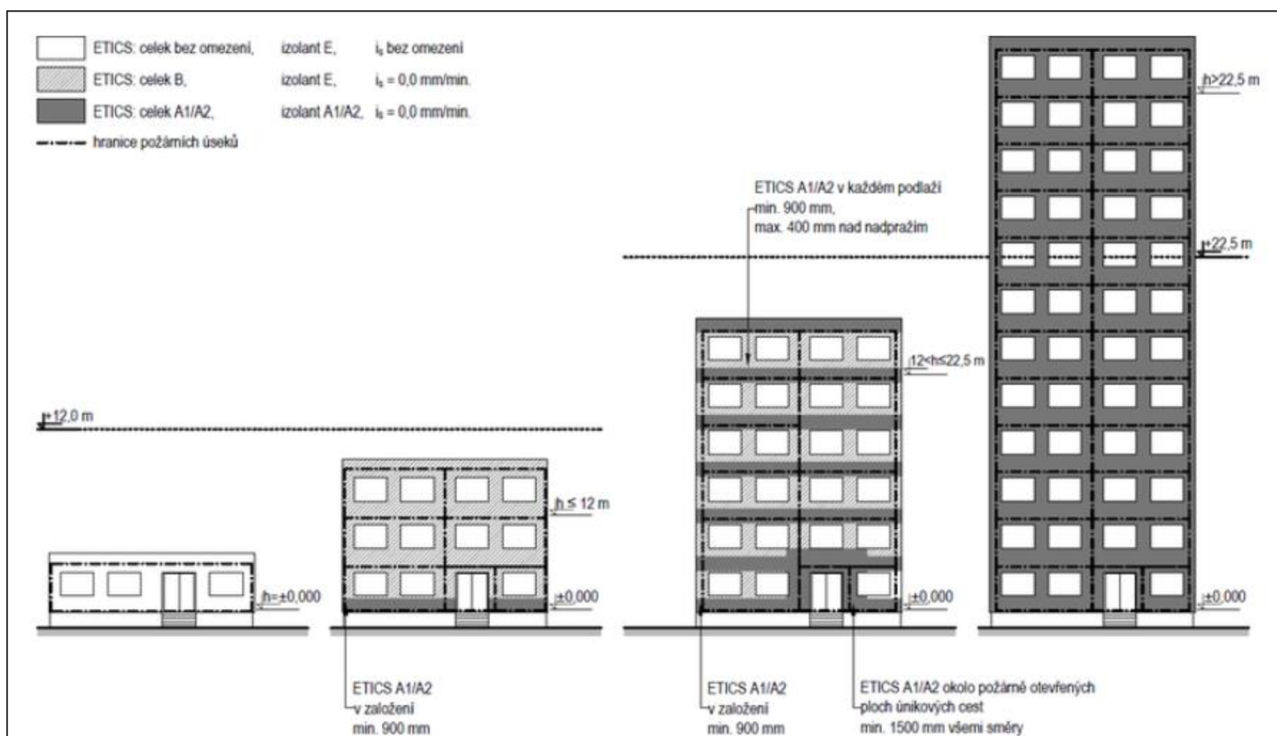 ETICS: celek bez omezení, izolant E, iₛ bez omezení
ETICS: celek B, izolant E, iₛ = 0,0 mm/min.
ETICS: celek A1/A2, izolant A1/A2, iₛ = 0,0 mm/min.
hranice požárních úseků
h>22,5 m
ETICS A1/A2 v každém podlaží
min. 900 mm,
max. 400 mm nad nadpražím
+22,5 m
12<h≤22,5 m
+12,0 m
h ≤ 12 m
h=±0,000
±0,000
±0,000
±0,000
ETICS A1/A2
v založení
min. 900 mm
ETICS A1/A2
v založení
min. 900 mm
ETICS A1/A2 okolo požárně otevřených
ploch únikových cest
min. 1500 mm všemi směry